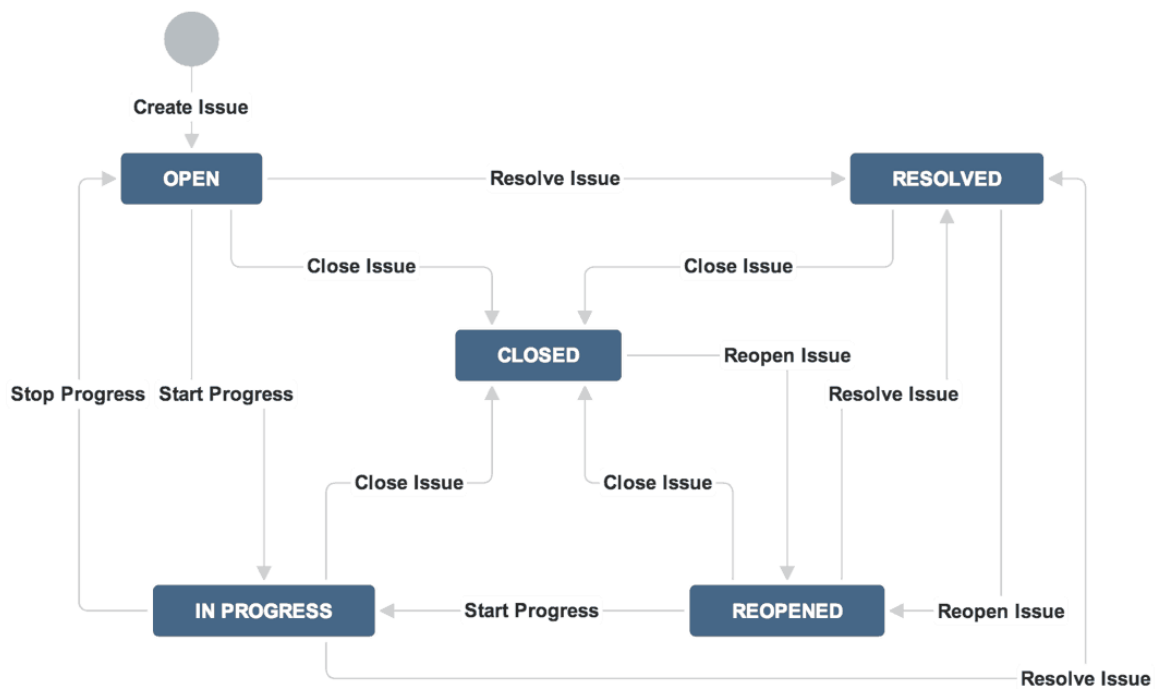 Create Issue
OPEN
Resolve Issue
RESOLVED
Close Issue
Close Issue
CLOSED
Reopen Issue
Stop Progress
Start Progress
Resolve Issue
Close Issue
Close Issue
IN PROGRESS
Start Progress
REOPENED
Reopen Issue
Resolve Issue